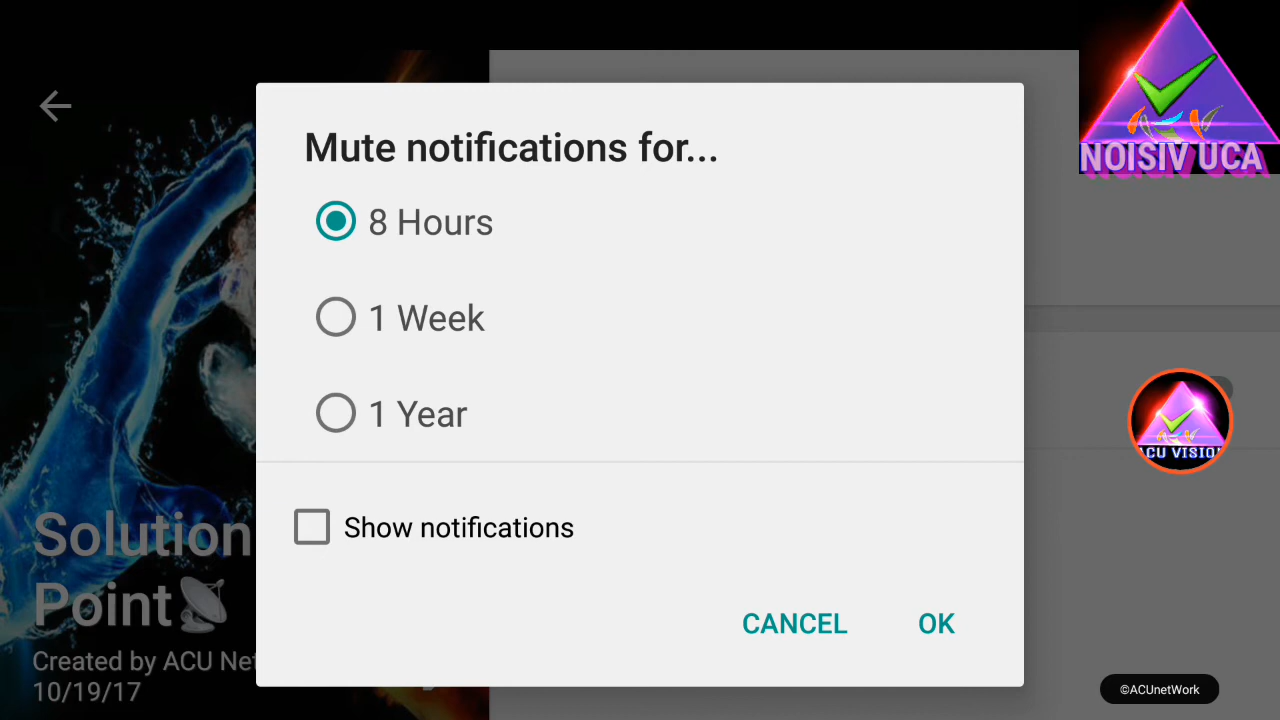 NOISIV UCA
Mute notifications for...
8 Hours
1 Week
1 Year
Show notifications
CANCEL OK
Solution
Point
Created by ACU Net
10/19/17
ACU VISION
©ACUnetWork